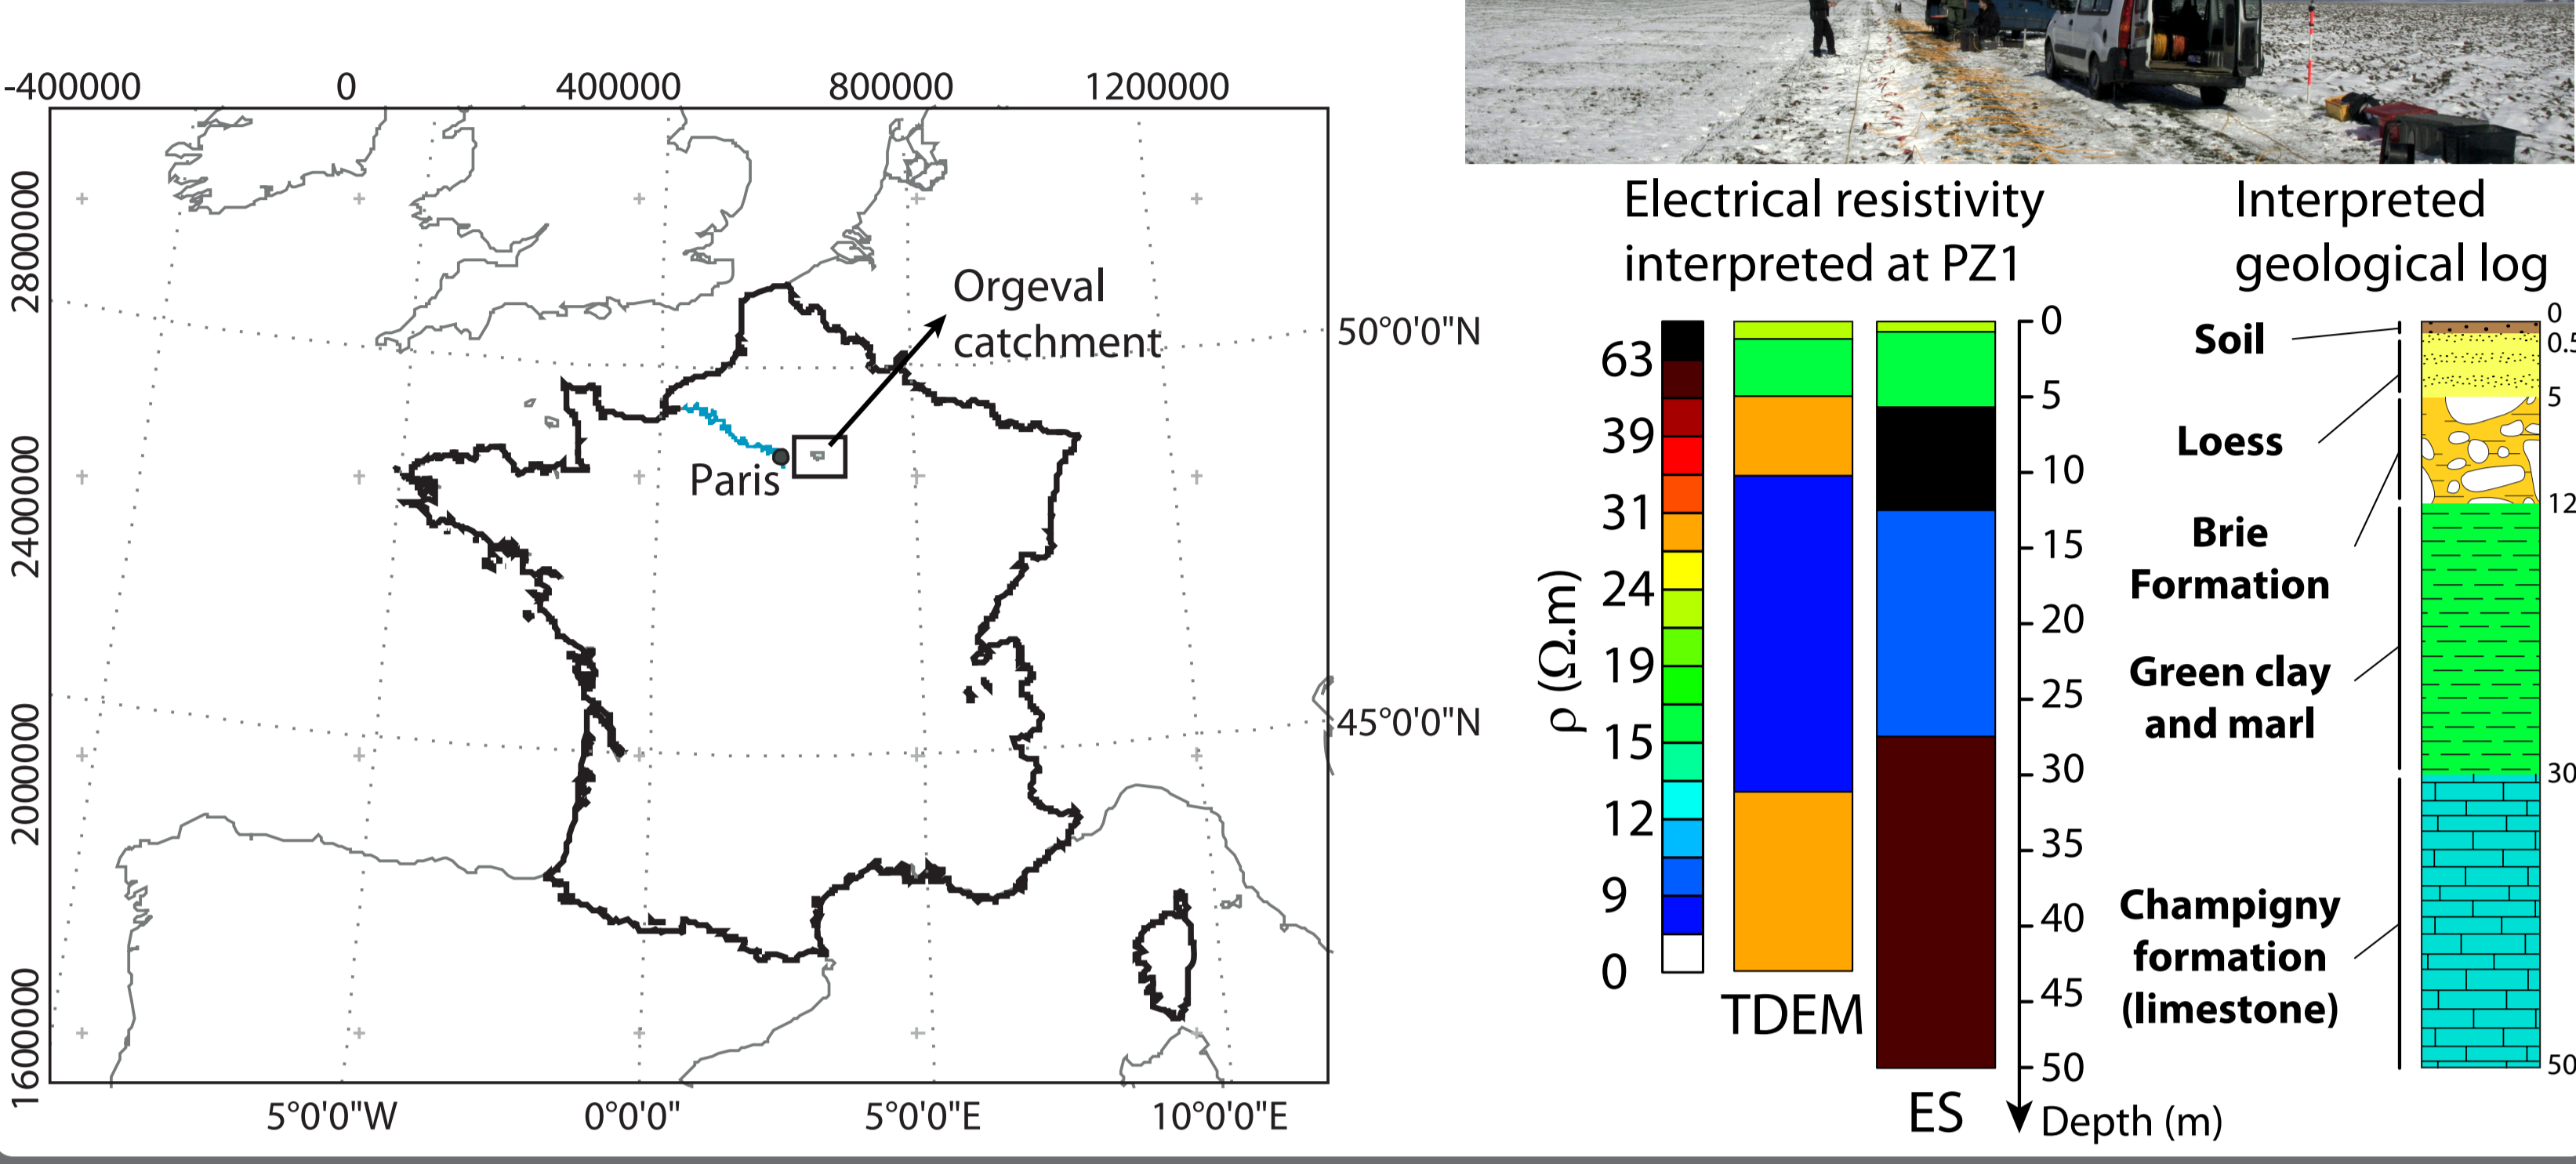 -400000 0 4000000 8000000 1200000
2800000
2400000
2000000
1600000
Orgeval
catchment
Paris
50°0'0"N
45°0'0"N
5°0'0"W 0°0'0" 5°0'0"E 10°0'0"E
Electrical resistivity
interpreted at PZ1
ρ (Ω.m)
63
39
31
24
19
15
12
9
0
TDEM
ES
0
5
10
15
20
25
30
35
40
45
50
Depth (m)
Interpreted
geological log
Soil
Loess
Brie
Formation
Green clay
and marl
Champigny
formation
(limestone)
0
0.5
5
12
30
50